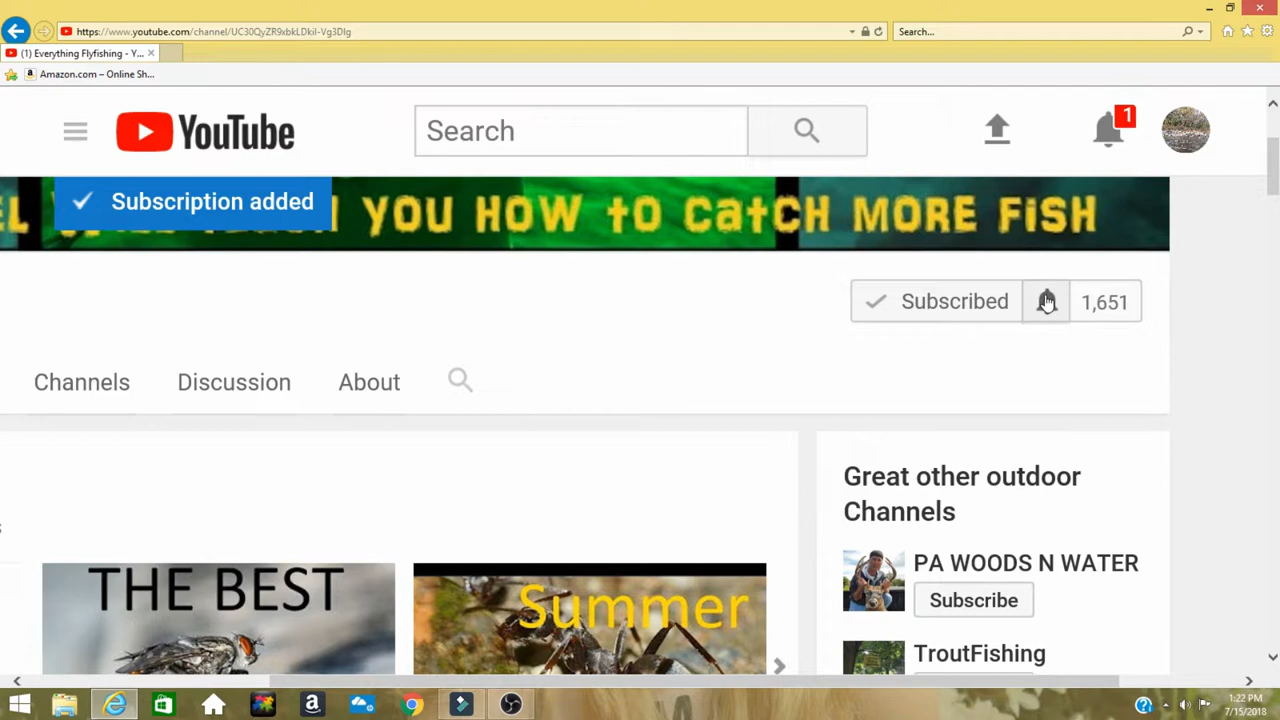 https://www.youtube.com/channel/UC30QyZR9xbkLDkiI-Vg3Dlg
Search...
(1) Everything Flyfishing - Y...
Amazon.com – Online Sh...
YouTube
Search
1
Subscription added
YOU HOW to CatCH MORE FiSH
Subscribed
1,651
Channels
Discussion
About
Great other outdoor
Channels
PA WOODS N WATER
Subscribe
TroutFishing
THE BEST
Summer
1:22 PM
7/15/2018